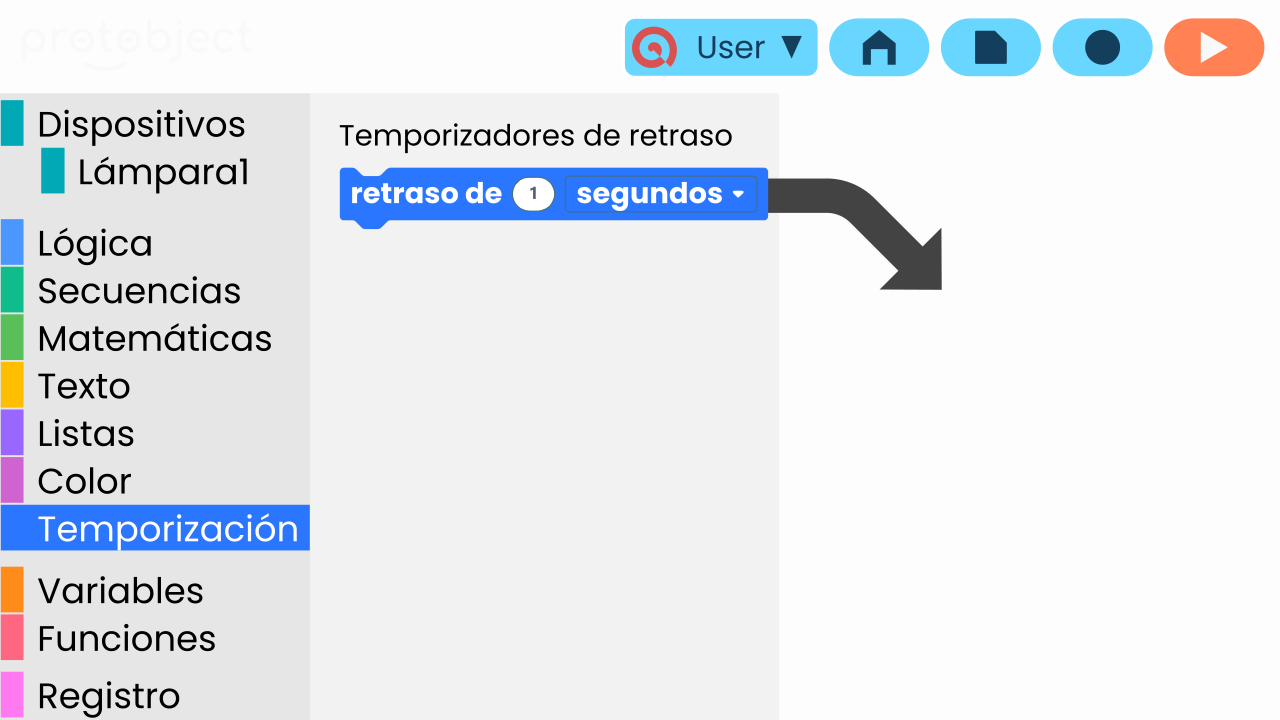 protobject
User
Dispositivos
Lámpara1
Lógica
Secuencias
Matemáticas
Texto
Listas
Color
Temporización
Variables
Funciones
Registro
Temporizadores de retraso
retraso de 1 segundos